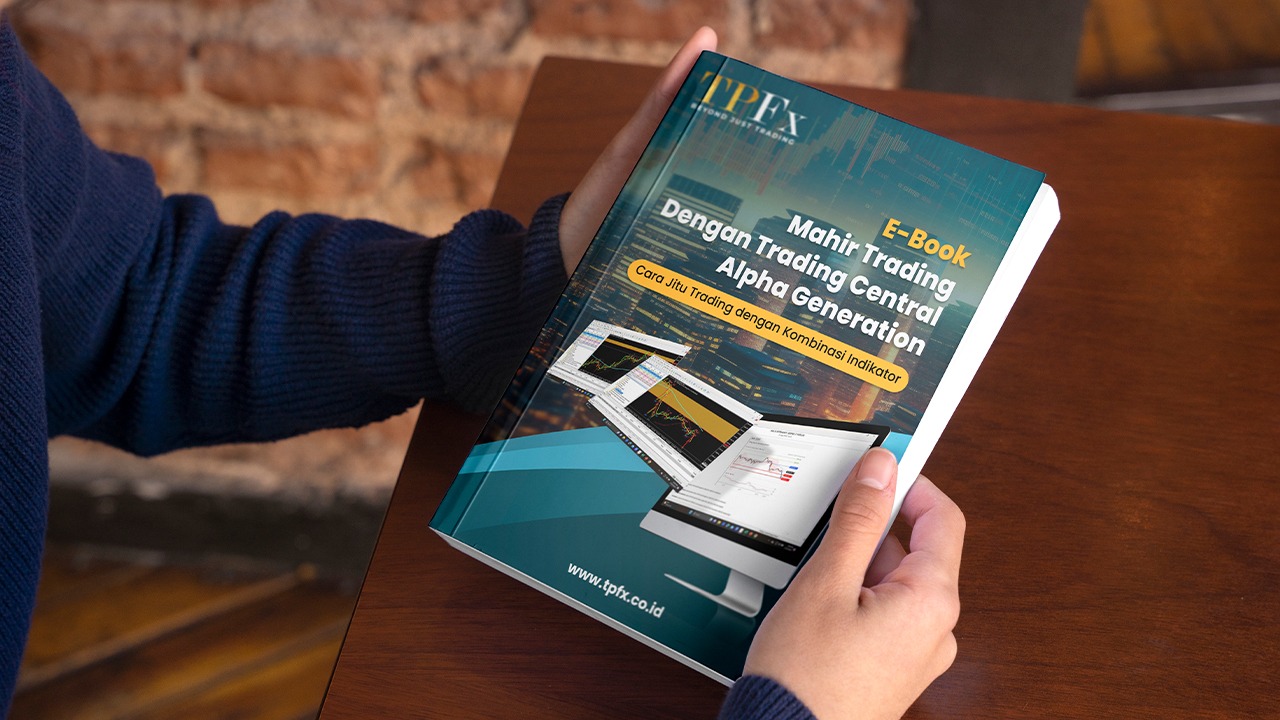 TPFx
BEYOND JUST TRADING
E-Book
Mahir Trading
Dengan Trading Central
Alpha Generation
Cara Jitu Trading dengan Kombinasi Indikator
www.tpfx.co.id